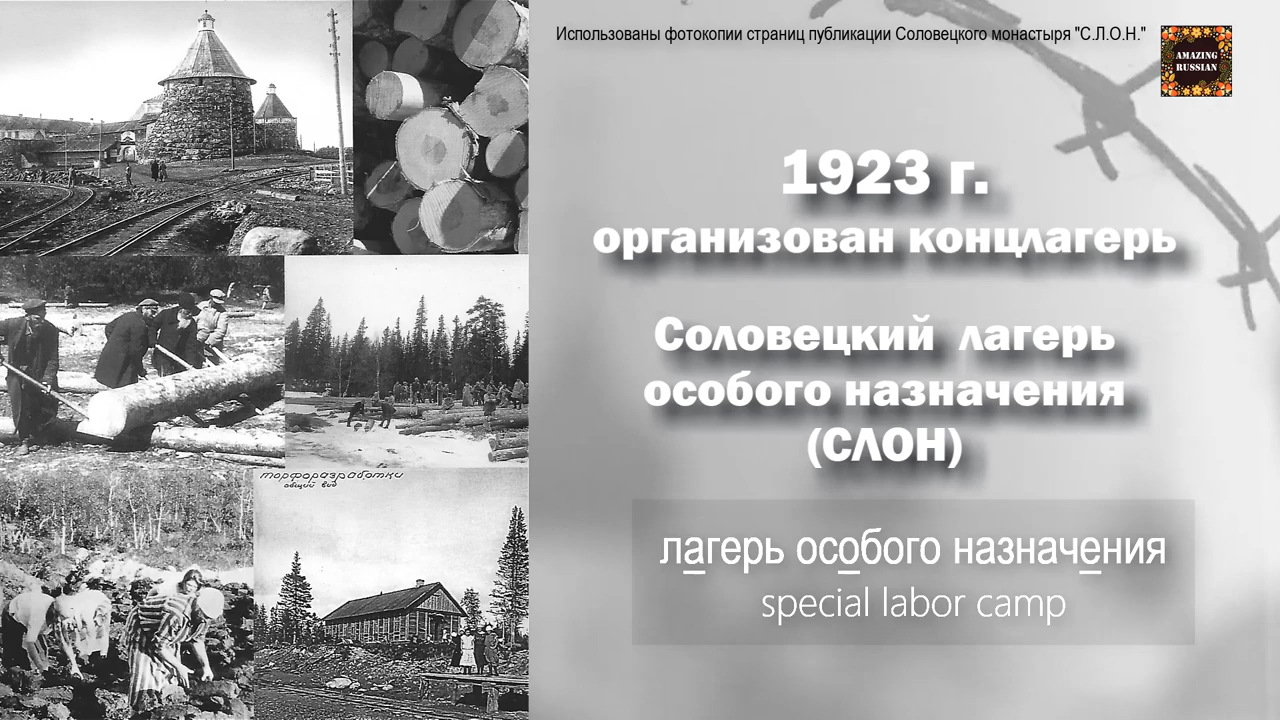 Использованы фотокопии страниц публикации Соловецкого монастыря "С.Л.О.Н."
AMAZING
RUSSIAN
1923 г.
организован концлагерь
Соловецкий лагерь
особого назначения
(СЛОН)
торфоразработки
общий вид
лагерь особого назначения
special labor camp